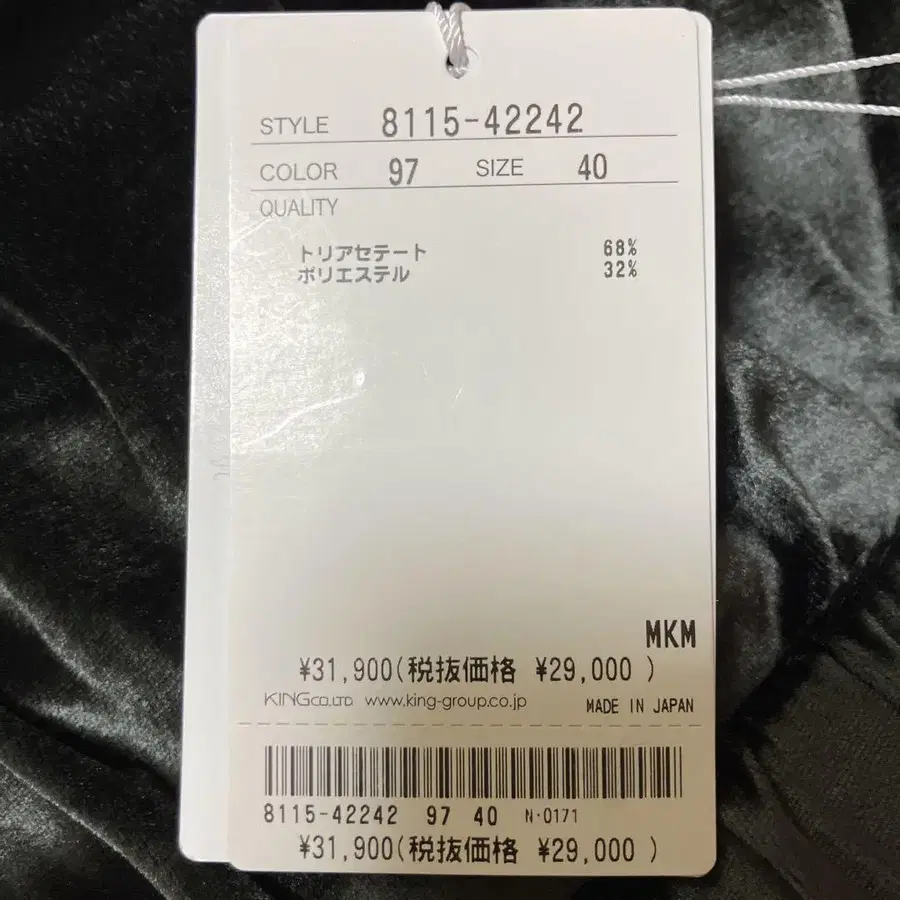 STYLE 8115-42242
COLOR 97 SIZE 40
QUALITY
トリアセテート 68%
ポリエステル 32%
MKM
¥31,900(税抜価格 ¥29,000 )
KING CO.,LTD www.king-group.co.jp MADE IN JAPAN
8115-42242 97 40 N·0171
¥31,900(税抜価格 ¥29,000 )